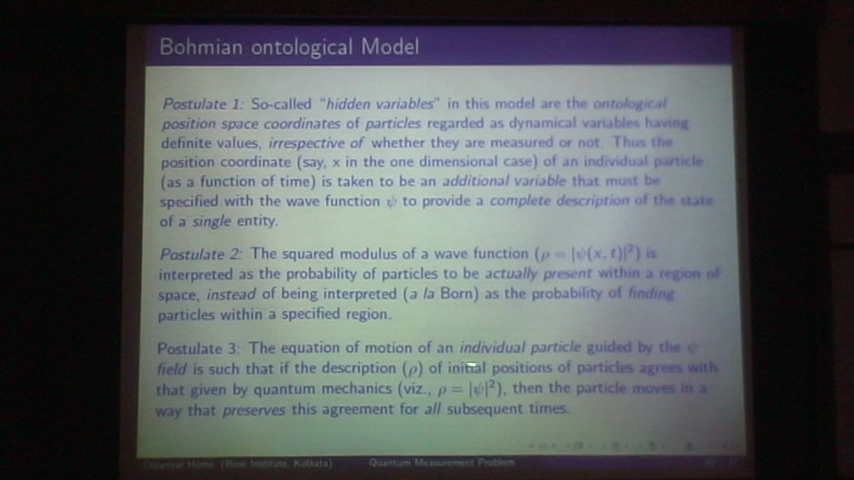 Bohmian ontological Model
Postulate 1: So-called "hidden variables" in this model are the ontological
position space coordinates of particles regarded as dynamical variables having
definite values, irrespective of whether they are measured or not. Thus the
position coordinate (say, x in the one dimensional case) of an individual particle
(as a function of time) is taken to be an additional variable that must be
specified with the wave function ψ to provide a complete description of the state
of a single entity.
Postulate 2: The squared modulus of a wave function (ρ = |ψ(x, t)|²) is
interpreted as the probability of particles to be actually present within a region of
space, instead of being interpreted (a la Born) as the probability of finding
particles within a specified region.
Postulate 3: The equation of motion of an individual particle guided by the ψ
field is such that if the description (ρ) of initial positions of particles agrees with
that given by quantum mechanics (viz., ρ = |ψ|²), then the particle moves in a
way that preserves this agreement for all subsequent times.
Dipankar Home (Bose Institute, Kolkata) Quantum Measurement Problem